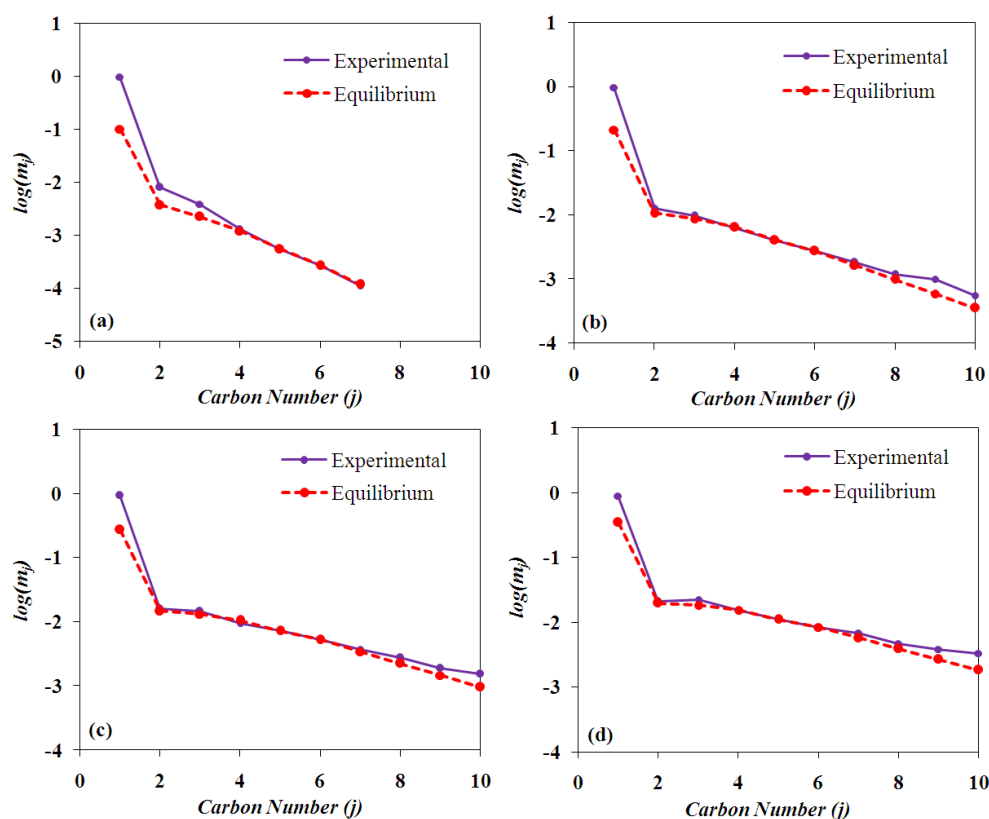 1
0
-1
-2
-3
-4
-5
log(mj)
Experimental
Equilibrium
(a)
0 2 4 6 8 10
Carbon Number (j)
1
0
-1
-2
-3
-4
log(mj)
Experimental
Equilibrium
(b)
0 2 4 6 8 10
Carbon Number (j)
1
0
-1
-2
-3
-4
log(mj)
Experimental
Equilibrium
(c)
0 2 4 6 8 10
Carbon Number (j)
1
0
-1
-2
-3
-4
log(mj)
Experimental
Equilibrium
(d)
0 2 4 6 8 10
Carbon Number (j)